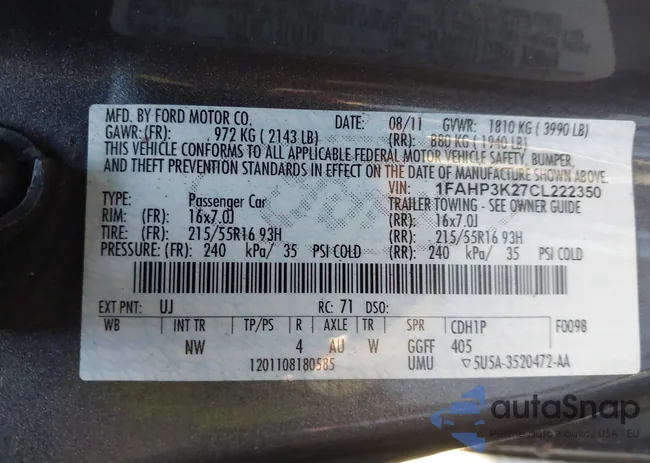 MFD. BY FORD MOTOR CO. DATE: 08/11 GVWR: 1810 KG ( 3990 LB)
GAWR: (FR): 972 KG ( 2143 LB) (RR): 880 KG ( 1940 LB)
THIS VEHICLE CONFORMS TO ALL APPLICABLE FEDERAL MOTOR VEHICLE SAFETY, BUMPER,
AND THEFT PREVENTION STANDARDS IN EFFECT ON THE DATE OF MANUFACTURE SHOWN ABOVE.
VIN: 1FAHP3K27CL222350
TYPE: Passenger Car TRAILER TOWING - SEE OWNER GUIDE
RIM: (FR): 16x7.0J (RR): 16x7.0J
TIRE: (FR): 215/55R16 93H (RR): 215/55R16 93H
PRESSURE: (FR): 240 kPa/ 35 PSI COLD (RR): 240 kPa/ 35 PSI COLD
EXT PNT: UJ RC: 71 DSO:
WB INT TR TP/PS R AXLE TR SPR CDH1P F0098
NW 4 AU W GGFF 405
1201108180585 UMU ▽5U5A-3520472-AA
autaSnap